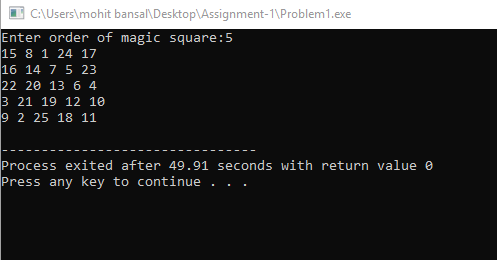 C:\Users\mohit bansal\Desktop\Assignment-1\Problem1.exe
Enter order of magic square:5
15 8 1 24 17
16 14 7 5 23
22 20 13 6 4
3 21 19 12 10
9 2 25 18 11
--------------------------------
Process exited after 49.91 seconds with return value 0
Press any key to continue . . .